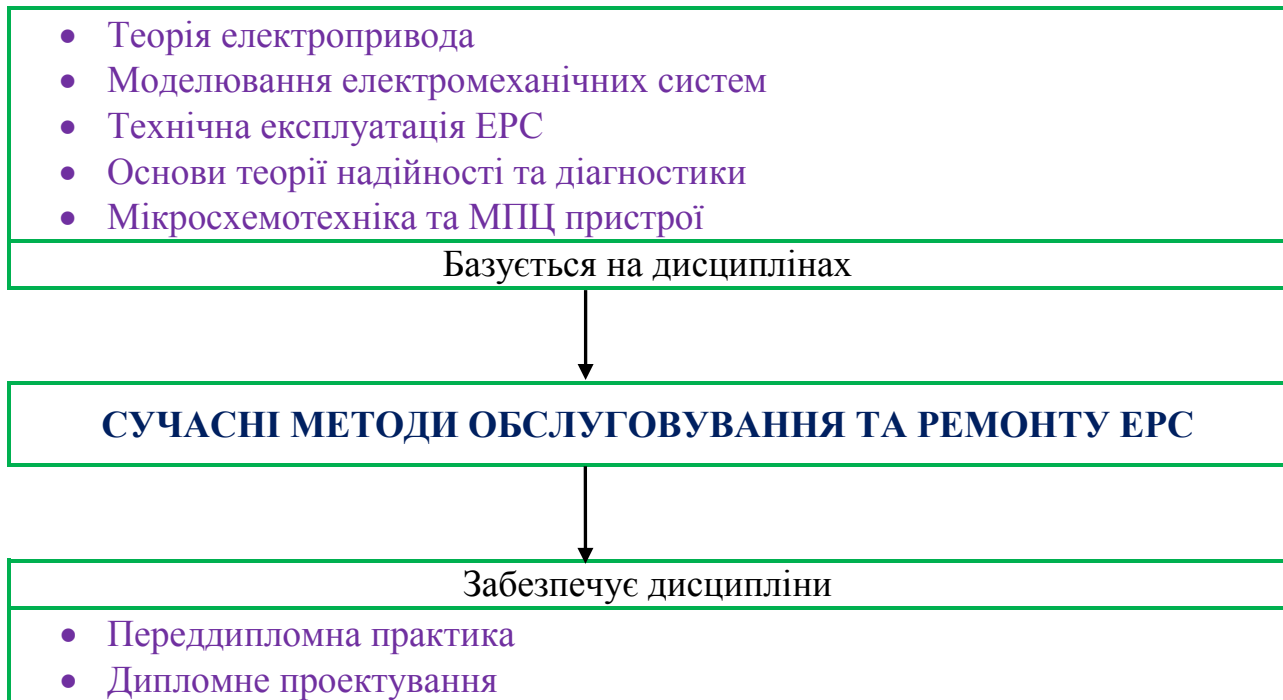 • Теорія електропривода
• Моделювання електромеханічних систем
• Технічна експлуатація ЕРС
• Основи теорії надійності та діагностики
• Мікросхемотехніка та МПЦ пристрої
Базується на дисциплінах
СУЧАСНІ МЕТОДИ ОБСЛУГОВУВАННЯ ТА РЕМОНТУ ЕРС
Забезпечує дисципліни
• Переддипломна практика
• Дипломне проектування